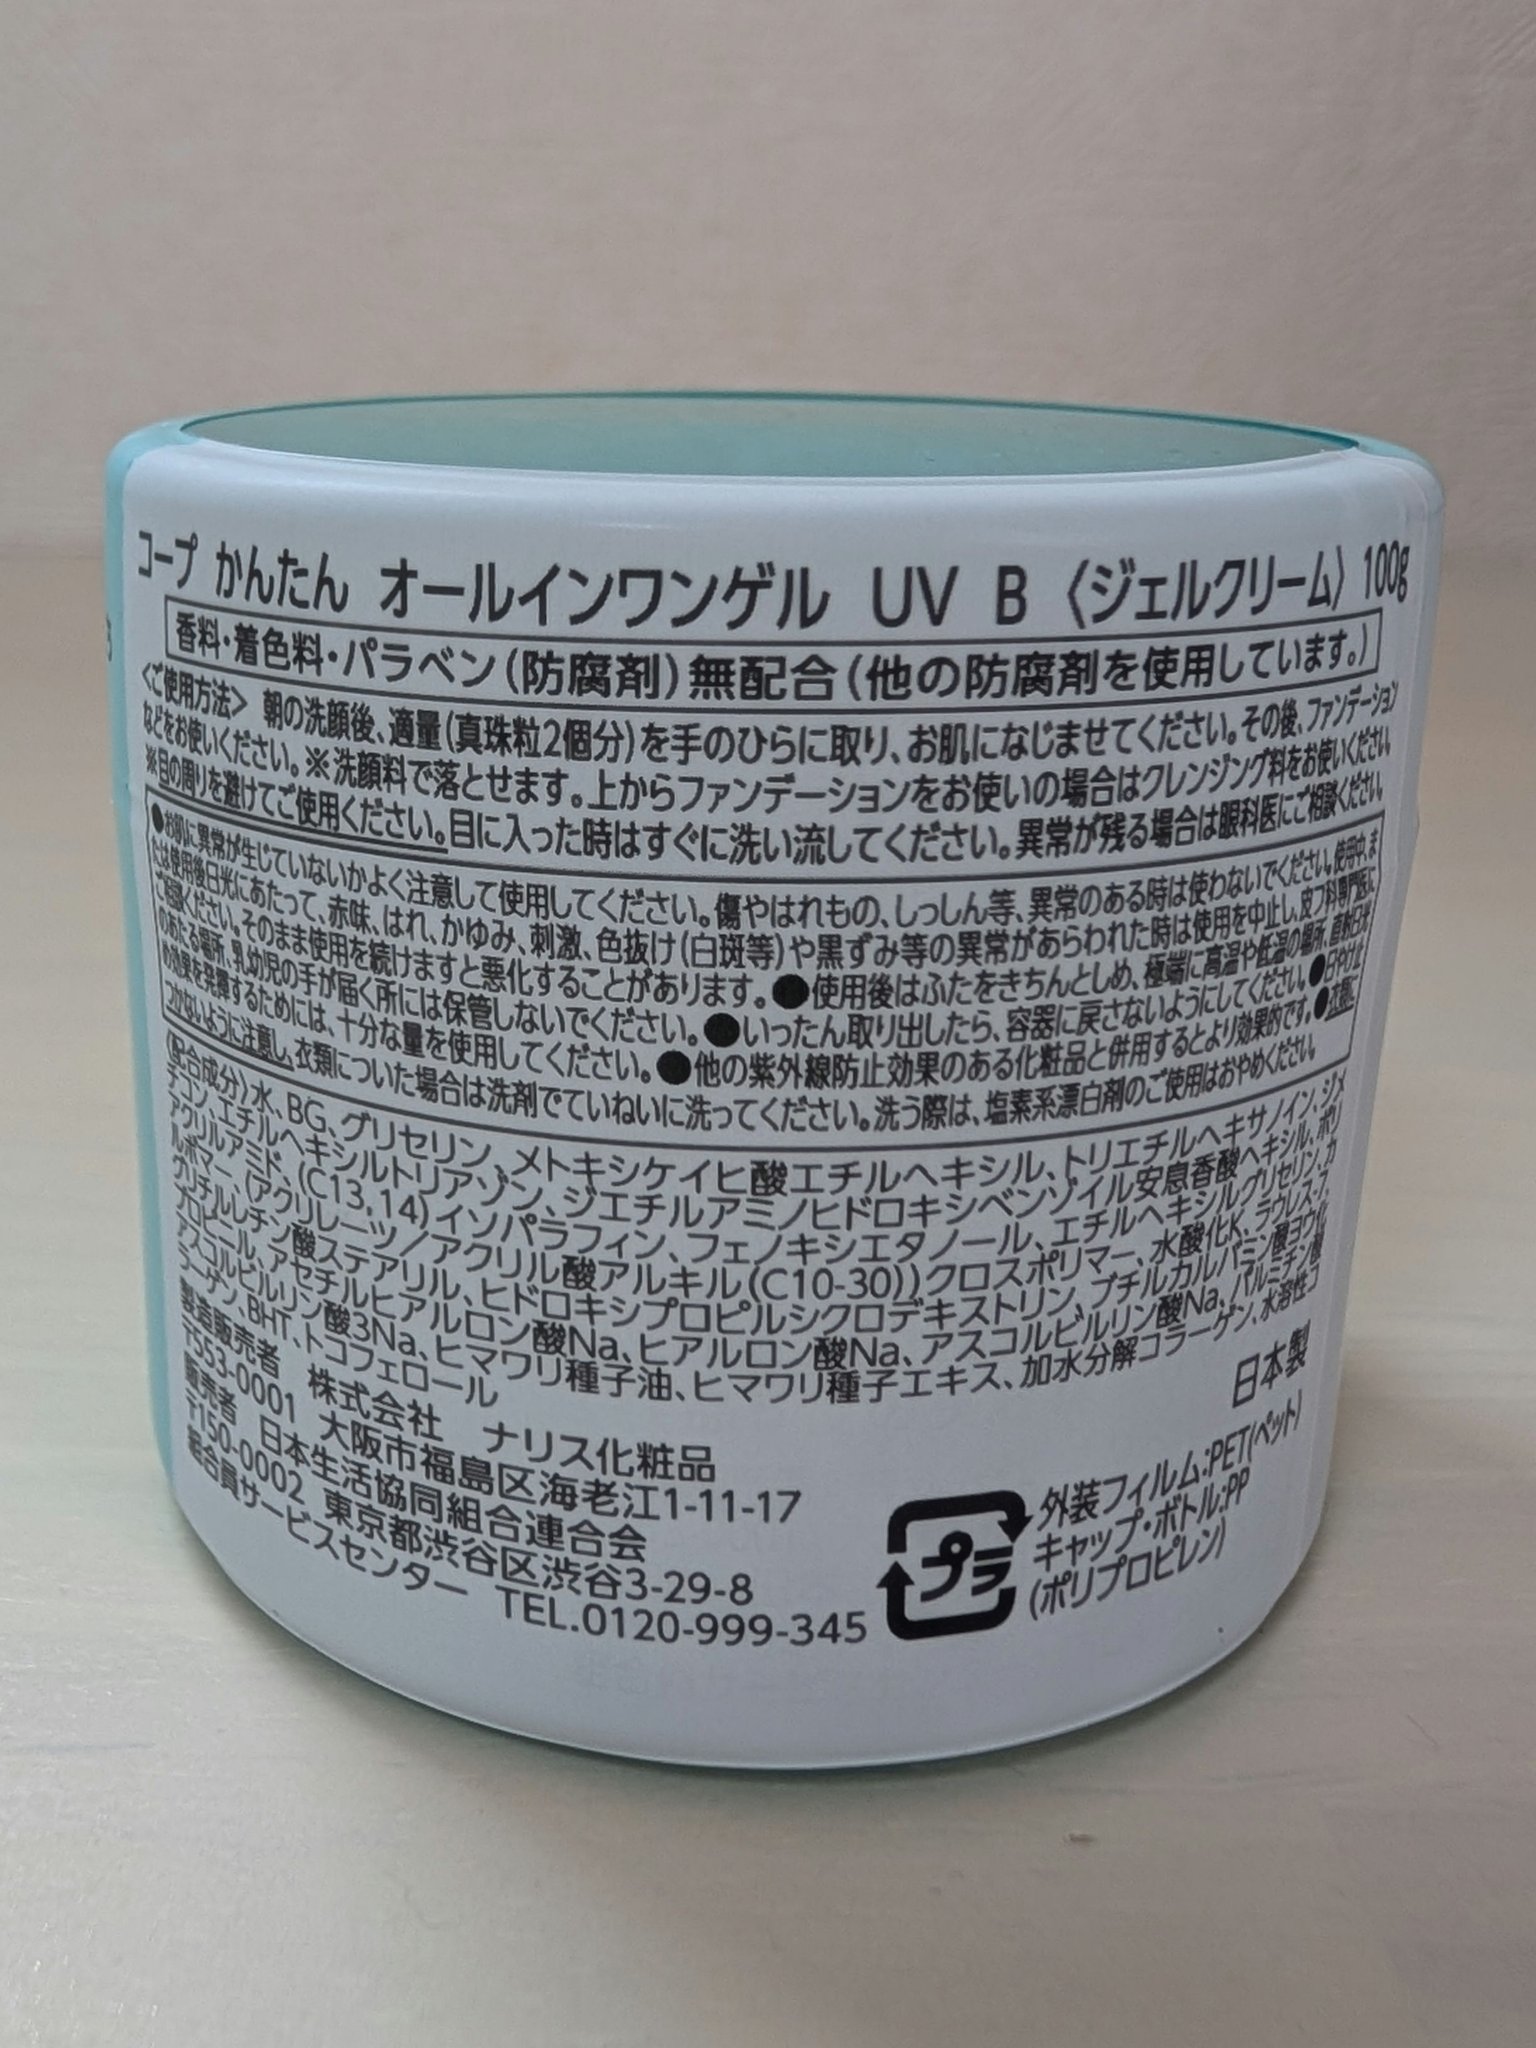 コープ かんたん オールインワンゲル UV B 〈ジェルクリーム〉 100g
香料・着色料・パラベン(防腐剤)無配合(他の防腐剤を使用しています。)
〈ご使用方法〉 朝の洗顔後、適量(真珠粒2個分)を手のひらに取り、お肌になじませてください。その後、ファンデーション
などをお使いください。※洗顔料で落とせます。上からファンデーションをお使いの場合はクレンジング料をお使いください。
※目の周りを避けてご使用ください。目に入った時はすぐに洗い流してください。異常が残る場合は眼科医にご相談ください。
●お肌に異常が生じていないかよく注意して使用してください。傷やはれもの、しっしん等、異常のある時は使わないでください。使用中、ま
たは使用後日光にあたって、赤味、はれ、かゆみ、刺激、色抜け(白斑等)や黒ずみ等の異常があらわれた時は使用を中止し、皮フ科専門医に
ご相談ください。そのまま使用を続けますと悪化することがあります。●使用後はふたをきちんとしめ、極端に高温や低温の場所、直射日光
のあたる場所、乳幼児の手が届く所には保管しないでください。●いったん取り出したら、容器に戻さないようにしてください。●日やけ止
め効果を発揮するためには、十分な量を使用してください。●他の紫外線防止効果のある化粧品と併用するとより効果的です。●衣類に
つかないように注意し、衣類についた場合は洗剤でていねいに洗ってください。洗う際は、塩素系漂白剤のご使用はおやめください。
(配合成分)水、BG、グリセリン、メトキシケイヒ酸エチルヘキシル、トリエチルヘキサノイン、ジメ
チコン、エチルヘキシルトリアゾン、ジエチルアミノヒドロキシベンゾイル安息香酸ヘキシル、ポリ
アクリルアミド、(C13,14)イソパラフィン、フェノキシエタノール、エチルヘキシルグリセリン、カ
ルボマー、(アクリレーツ/アクリル酸アルキル(C10-30))クロスポリマー、水酸化K、ラウレス-7、
グリチルレチン酸ステアリル、ヒドロキシプロピルシクロデキストリン、ブチルカルバミン酸ヨウ化
プロピニル、アセチルヒアルロン酸Na、ヒアルロン酸Na、アスコルビルリン酸Na、パルミチン酸
アスコルビルリン酸3Na、ヒマワリ種子油、ヒマワリ種子エキス、加水分解コラーゲン、水溶性コ
ラーゲン、BHT、トコフェロール
製造販売者 株式会社 ナリス化粧品
〒553-0001 大阪市福島区海老江1-11-17
販売者 日本生活協同組合連合会
〒150-0002 東京都渋谷区渋谷3-29-8
組合員サービスセンター TEL.0120-999-345
日本製
プラ
外装フィルム:PET(ペット)
キャップ・ボトル:PP
(ポリプロピレン)